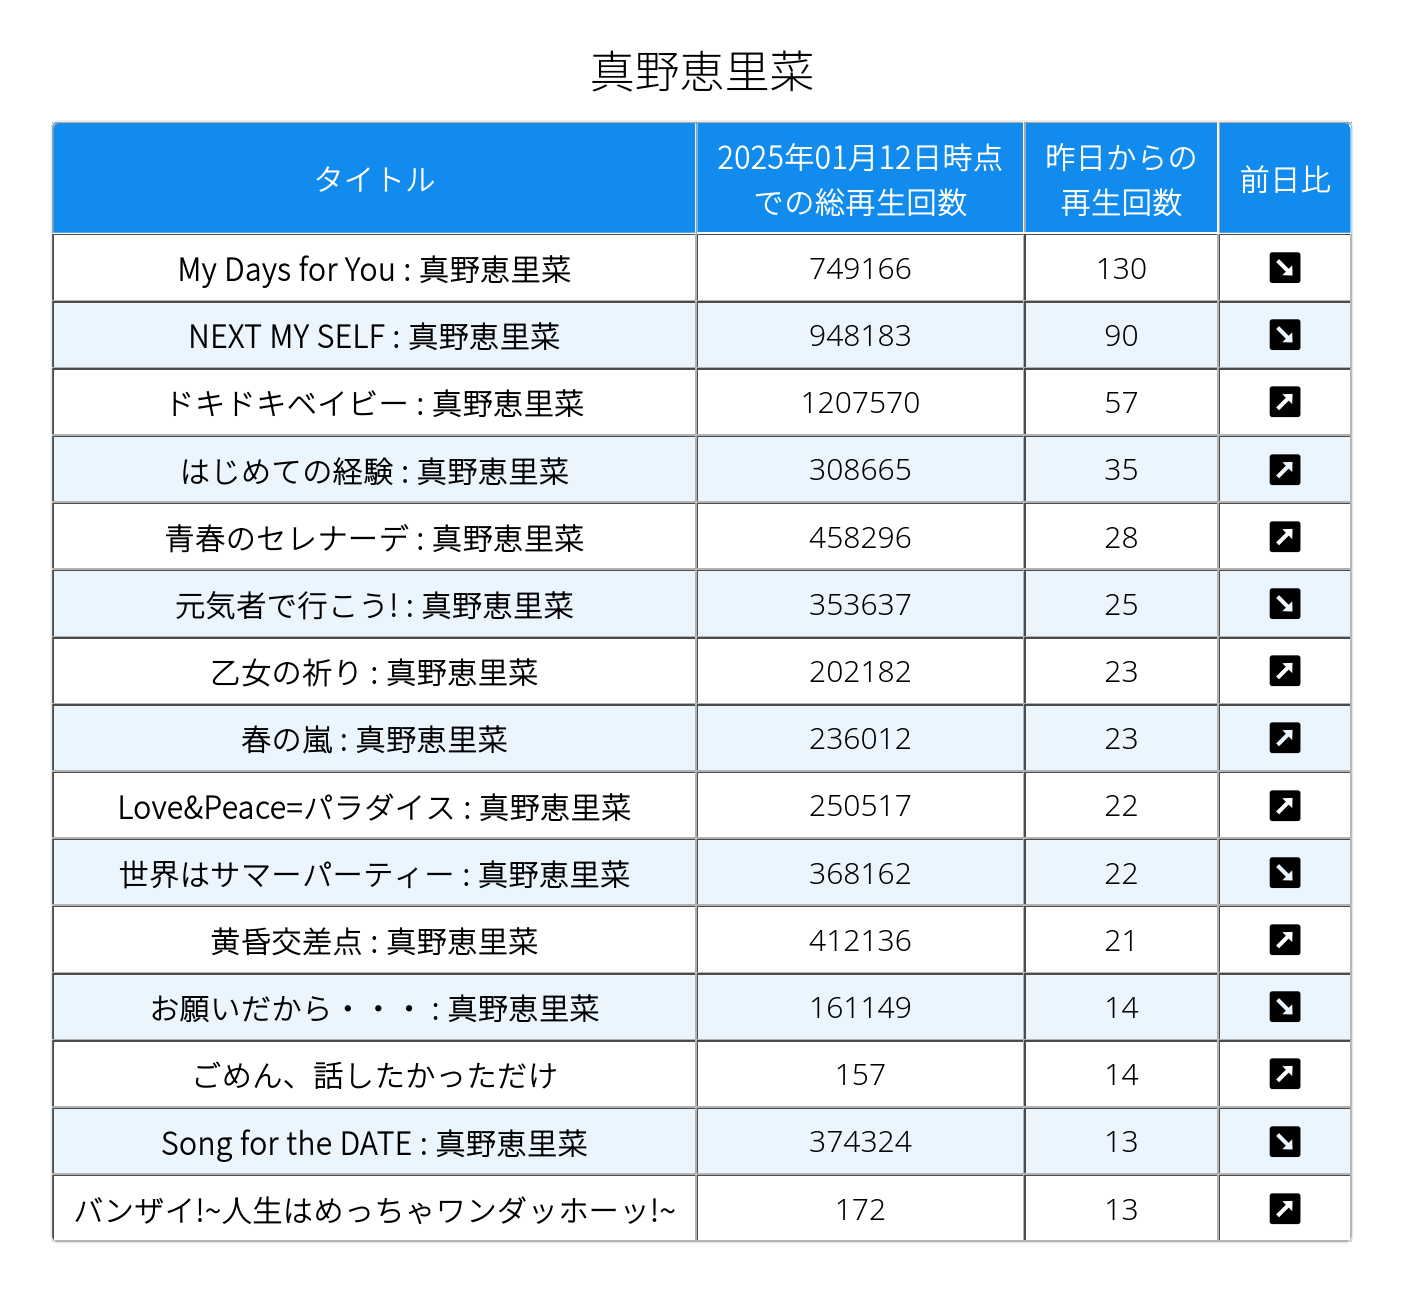 真野恵里菜
タイトル 2025年01月12日時点での総再生回数 昨日からの再生回数 前日比
My Days for You : 真野恵里菜 749166 130
NEXT MY SELF : 真野恵里菜 948183 90
ドキドキベイビー : 真野恵里菜 1207570 57
はじめての経験 : 真野恵里菜 308665 35
青春のセレナーデ : 真野恵里菜 458296 28
元気者で行こう! : 真野恵里菜 353637 25
乙女の祈り : 真野恵里菜 202182 23
春の嵐 : 真野恵里菜 236012 23
Love&Peace=パラダイス : 真野恵里菜 250517 22
世界はサマーパーティー : 真野恵里菜 368162 22
黄昏交差点 : 真野恵里菜 412136 21
お願いだから・・・ : 真野恵里菜 161149 14
ごめん、話したかっただけ 157 14
Song for the DATE : 真野恵里菜 374324 13
バンザイ!~人生はめっちゃワンダッホーッ!~ 172 13